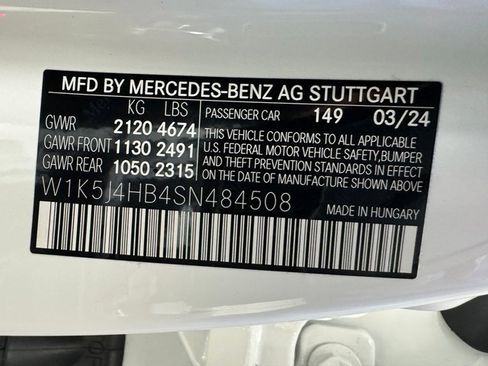 MFD BY MERCEDES-BENZ AG STUTTGART
KG LBS PASSENGER CAR 149 03/24
GVWR 2120 4674
GAWR FRONT 1130 2491
GAWR REAR 1050 2315
THIS VEHICLE CONFORMS TO ALL APPLICABLE
U.S. FEDERAL MOTOR VEHICLE SAFETY,BUMPER
AND THEFT PREVENTION STANDARDS IN EFFECT
ON THE DATE OF MANUFACTURE SHOWN ABOVE.
W1K5J4HB4SN484508 MADE IN HUNGARY